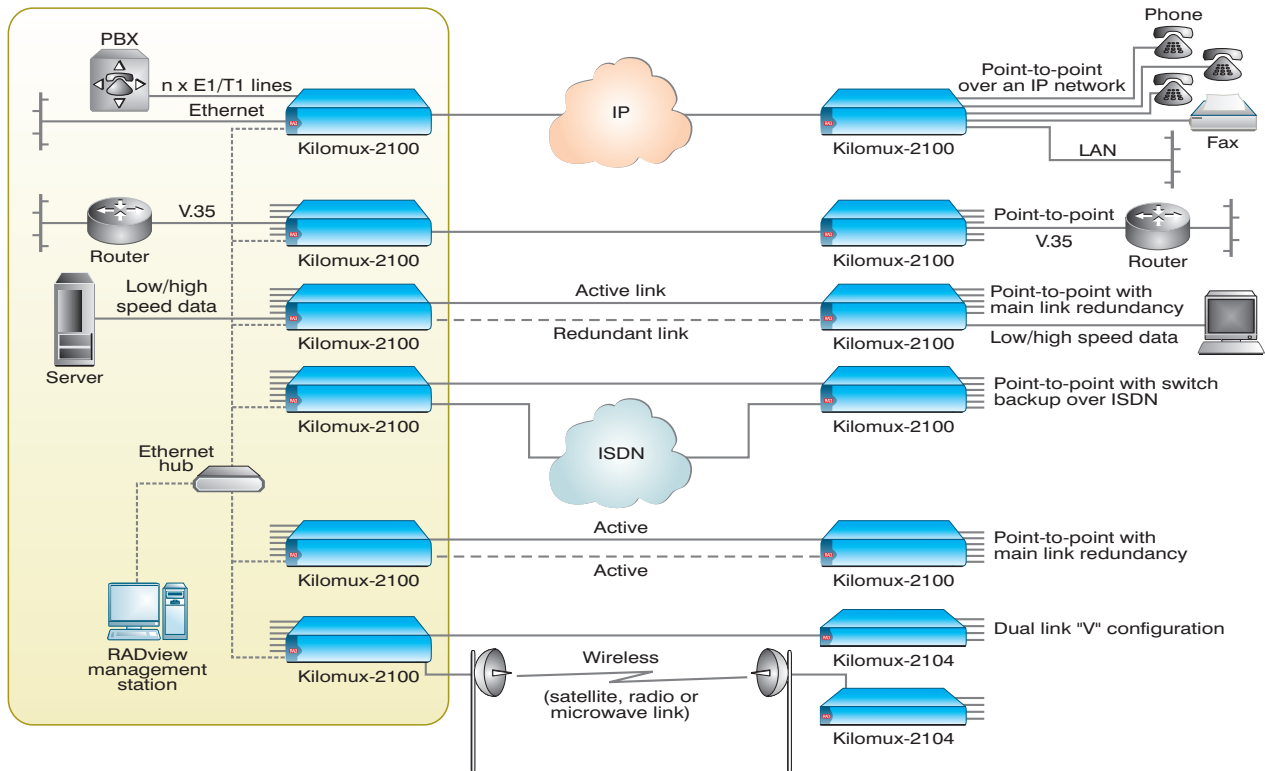 PBX
n x E1/T1 lines
Ethernet
Kilomux-2100
IP
Kilomux-2100
Point-to-point
over an IP network
Phone
Fax
LAN
Router
V.35
Kilomux-2100
Kilomux-2100
Point-to-point
V.35
Router
Server
Low/high
speed data
Kilomux-2100
Active link
Redundant link
Kilomux-2100
Point-to-point with
main link redundancy
Low/high speed data
Kilomux-2100
ISDN
Kilomux-2100
Point-to-point with switch
backup over ISDN
Ethernet
hub
Kilomux-2100
Active
Active
Kilomux-2100
Point-to-point with
main link redundancy
RADview
management
station
Kilomux-2100
Wireless
(satellite, radio or
microwave link)
Kilomux-2104
Dual link "V" configuration
Kilomux-2104